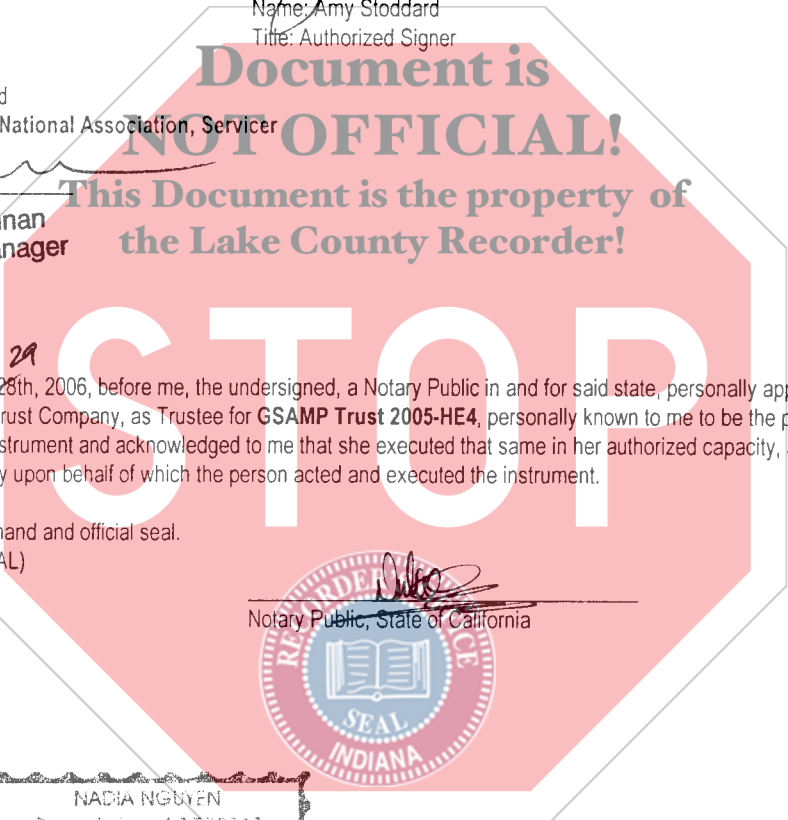 Name: Amy Stoddard
Title: Authorized Signer
Document is
d
National Association, Servicer
NOT OFFICIAL!
This Document is the property of
nan
anager
the Lake County Recorder!
STOP
29
28th, 2006, before me, the undersigned, a Notary Public in and for said state, personally app
rust Company, as Trustee for GSAMP Trust 2005-HE4, personally known to me to be the p
strument and acknowledged to me that she executed that same in her authorized capacity,
y upon behalf of which the person acted and executed the instrument.
hand and official seal.
AL)
Notary Public, State of California
RECORDER OFFICE
SEAL
INDIANA
NADIA NGUYEN